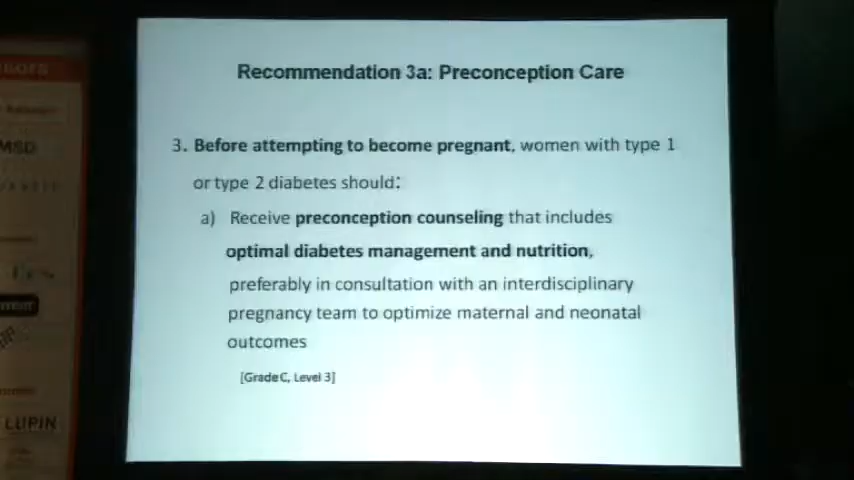 Recommendation 3a: Preconception Care
3. Before attempting to become pregnant, women with type 1
or type 2 diabetes should:
a) Receive preconception counseling that includes
optimal diabetes management and nutrition,
preferably in consultation with an interdisciplinary
pregnancy team to optimize maternal and neonatal
outcomes
[Grade C, Level 3]
MSD
LUPIN